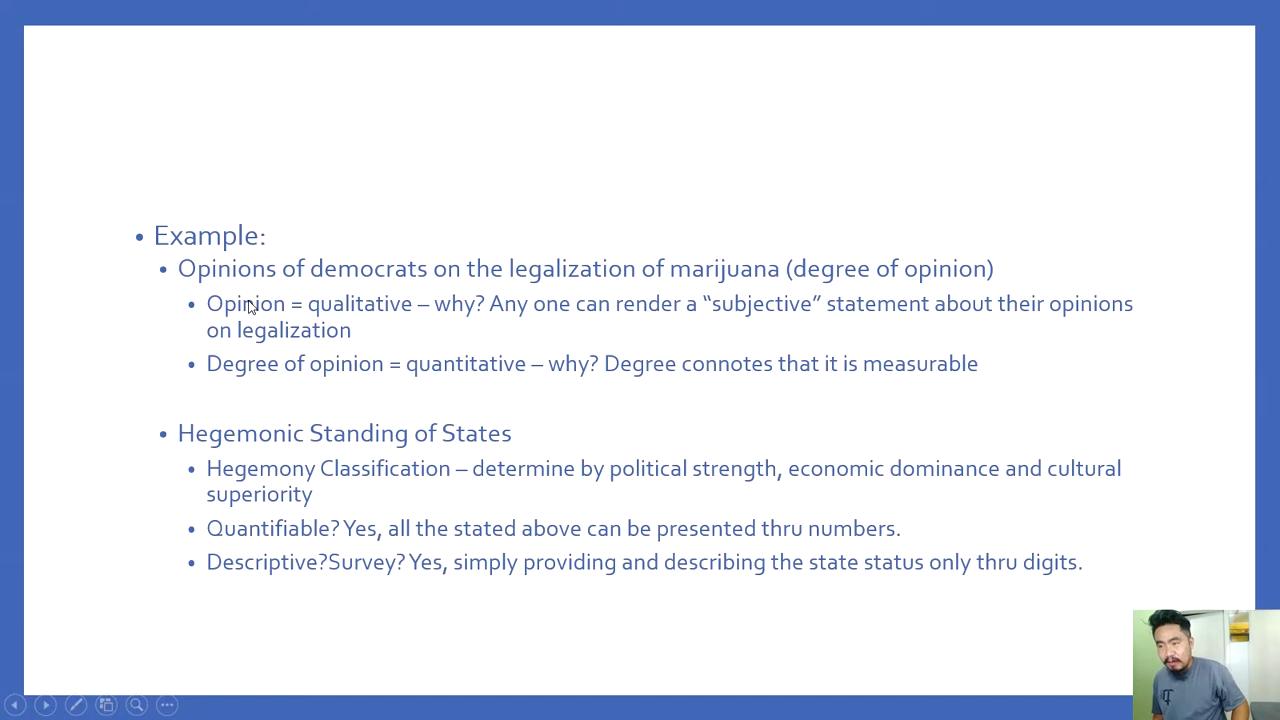 • Example:
• Opinions of democrats on the legalization of marijuana (degree of opinion)
• Opinion = qualitative – why? Any one can render a “subjective” statement about their opinions
on legalization
• Degree of opinion = quantitative – why? Degree connotes that it is measurable
• Hegemonic Standing of States
• Hegemony Classification – determine by political strength, economic dominance and cultural
superiority
• Quantifiable? Yes, all the stated above can be presented thru numbers.
• Descriptive?Survey? Yes, simply providing and describing the state status only thru digits.